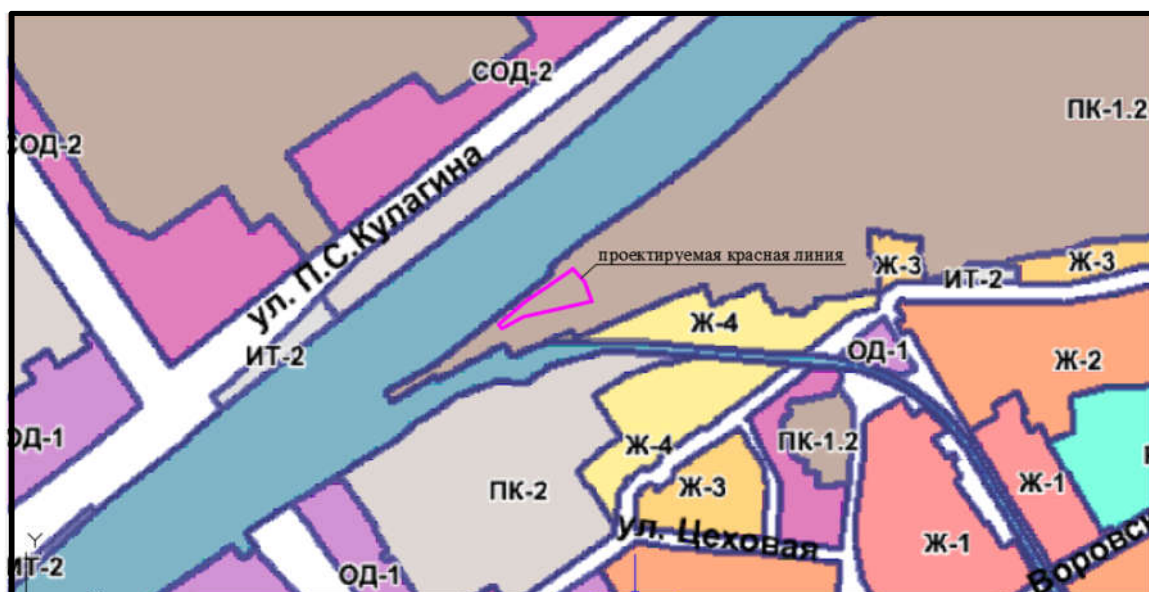 СОД-2
ПК-1.2
СОД-2
ул. П.С.Кулагина
проектируемая красная линия
Ж-3
ИТ-2
Ж-3
Ж-4
ОД-1
ИТ-2
Ж-2
ОД-1
Ж-4
ПК-1.2
ПК-2
Ж-3
Ж-1
ул. Цеховая
Ж-1
Y
ИТ-2
ОД-1